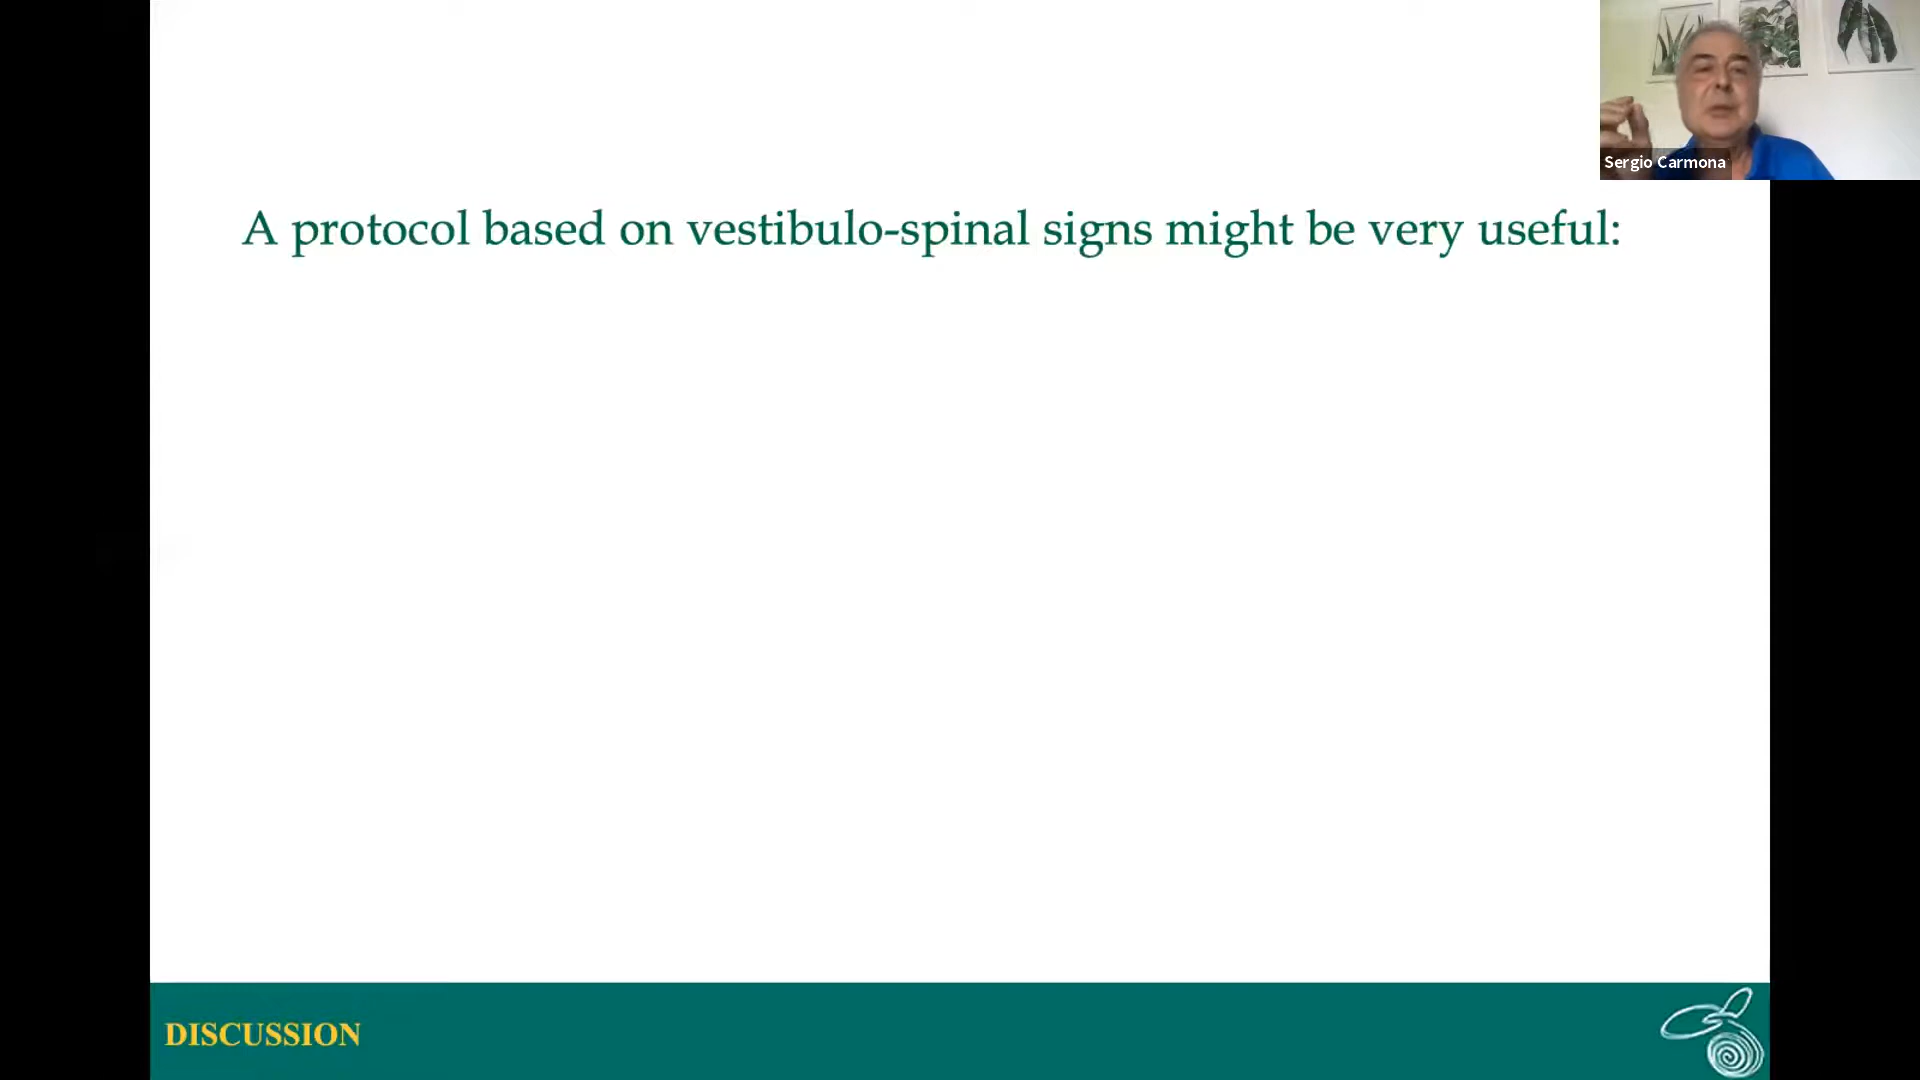 Sergio Carmona
A protocol based on vestibulo-spinal signs might be very useful:
DISCUSSION